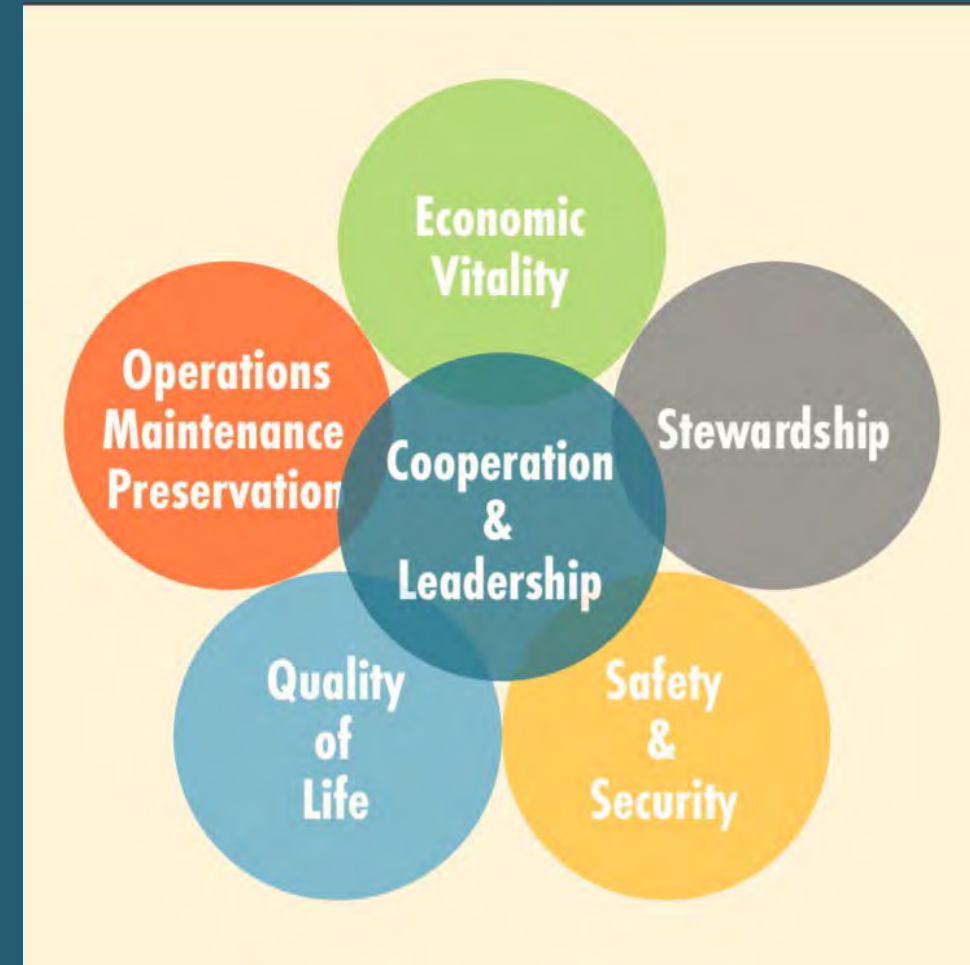 Economic
Vitality
Operations
Maintenance
Preservation
Stewardship
Cooperation
&
Leadership
Quality
of
Life
Safety
&
Security